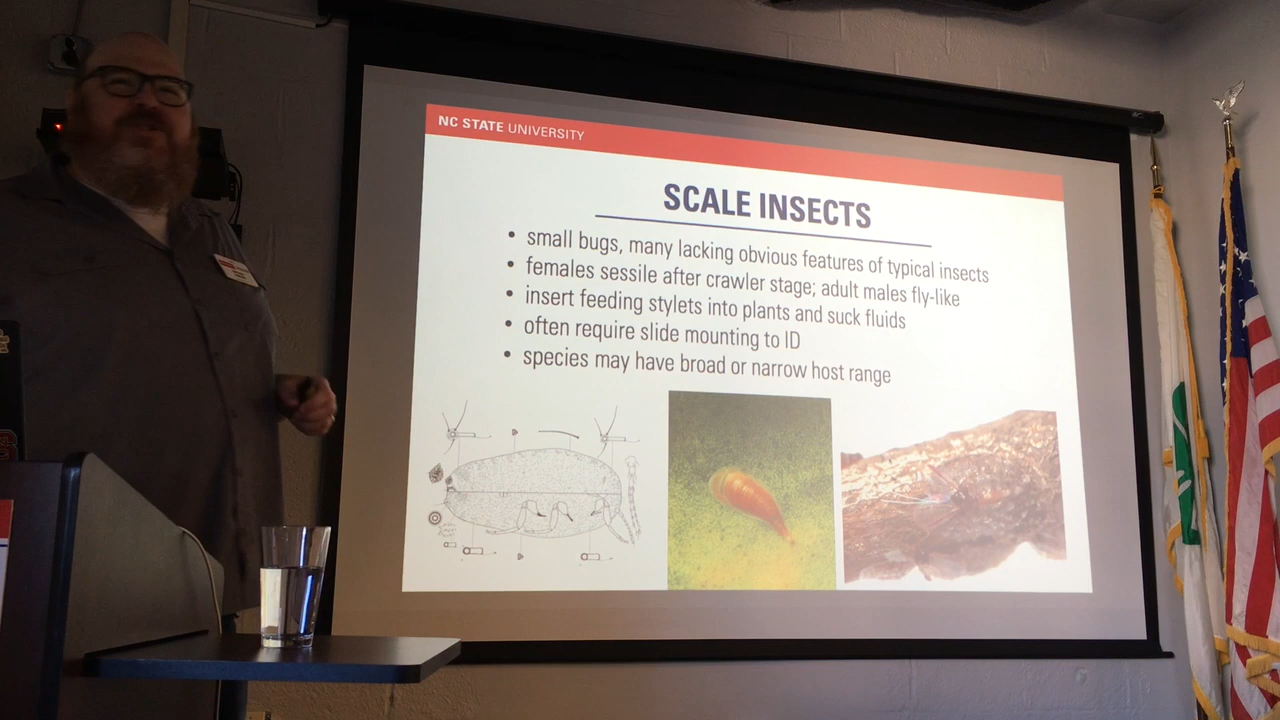 NC STATE UNIVERSITY
SCALE INSECTS
• small bugs, many lacking obvious features of typical insects
• females sessile after crawler stage; adult males fly-like
• insert feeding stylets into plants and suck fluids
• often require slide mounting to ID
• species may have broad or narrow host range